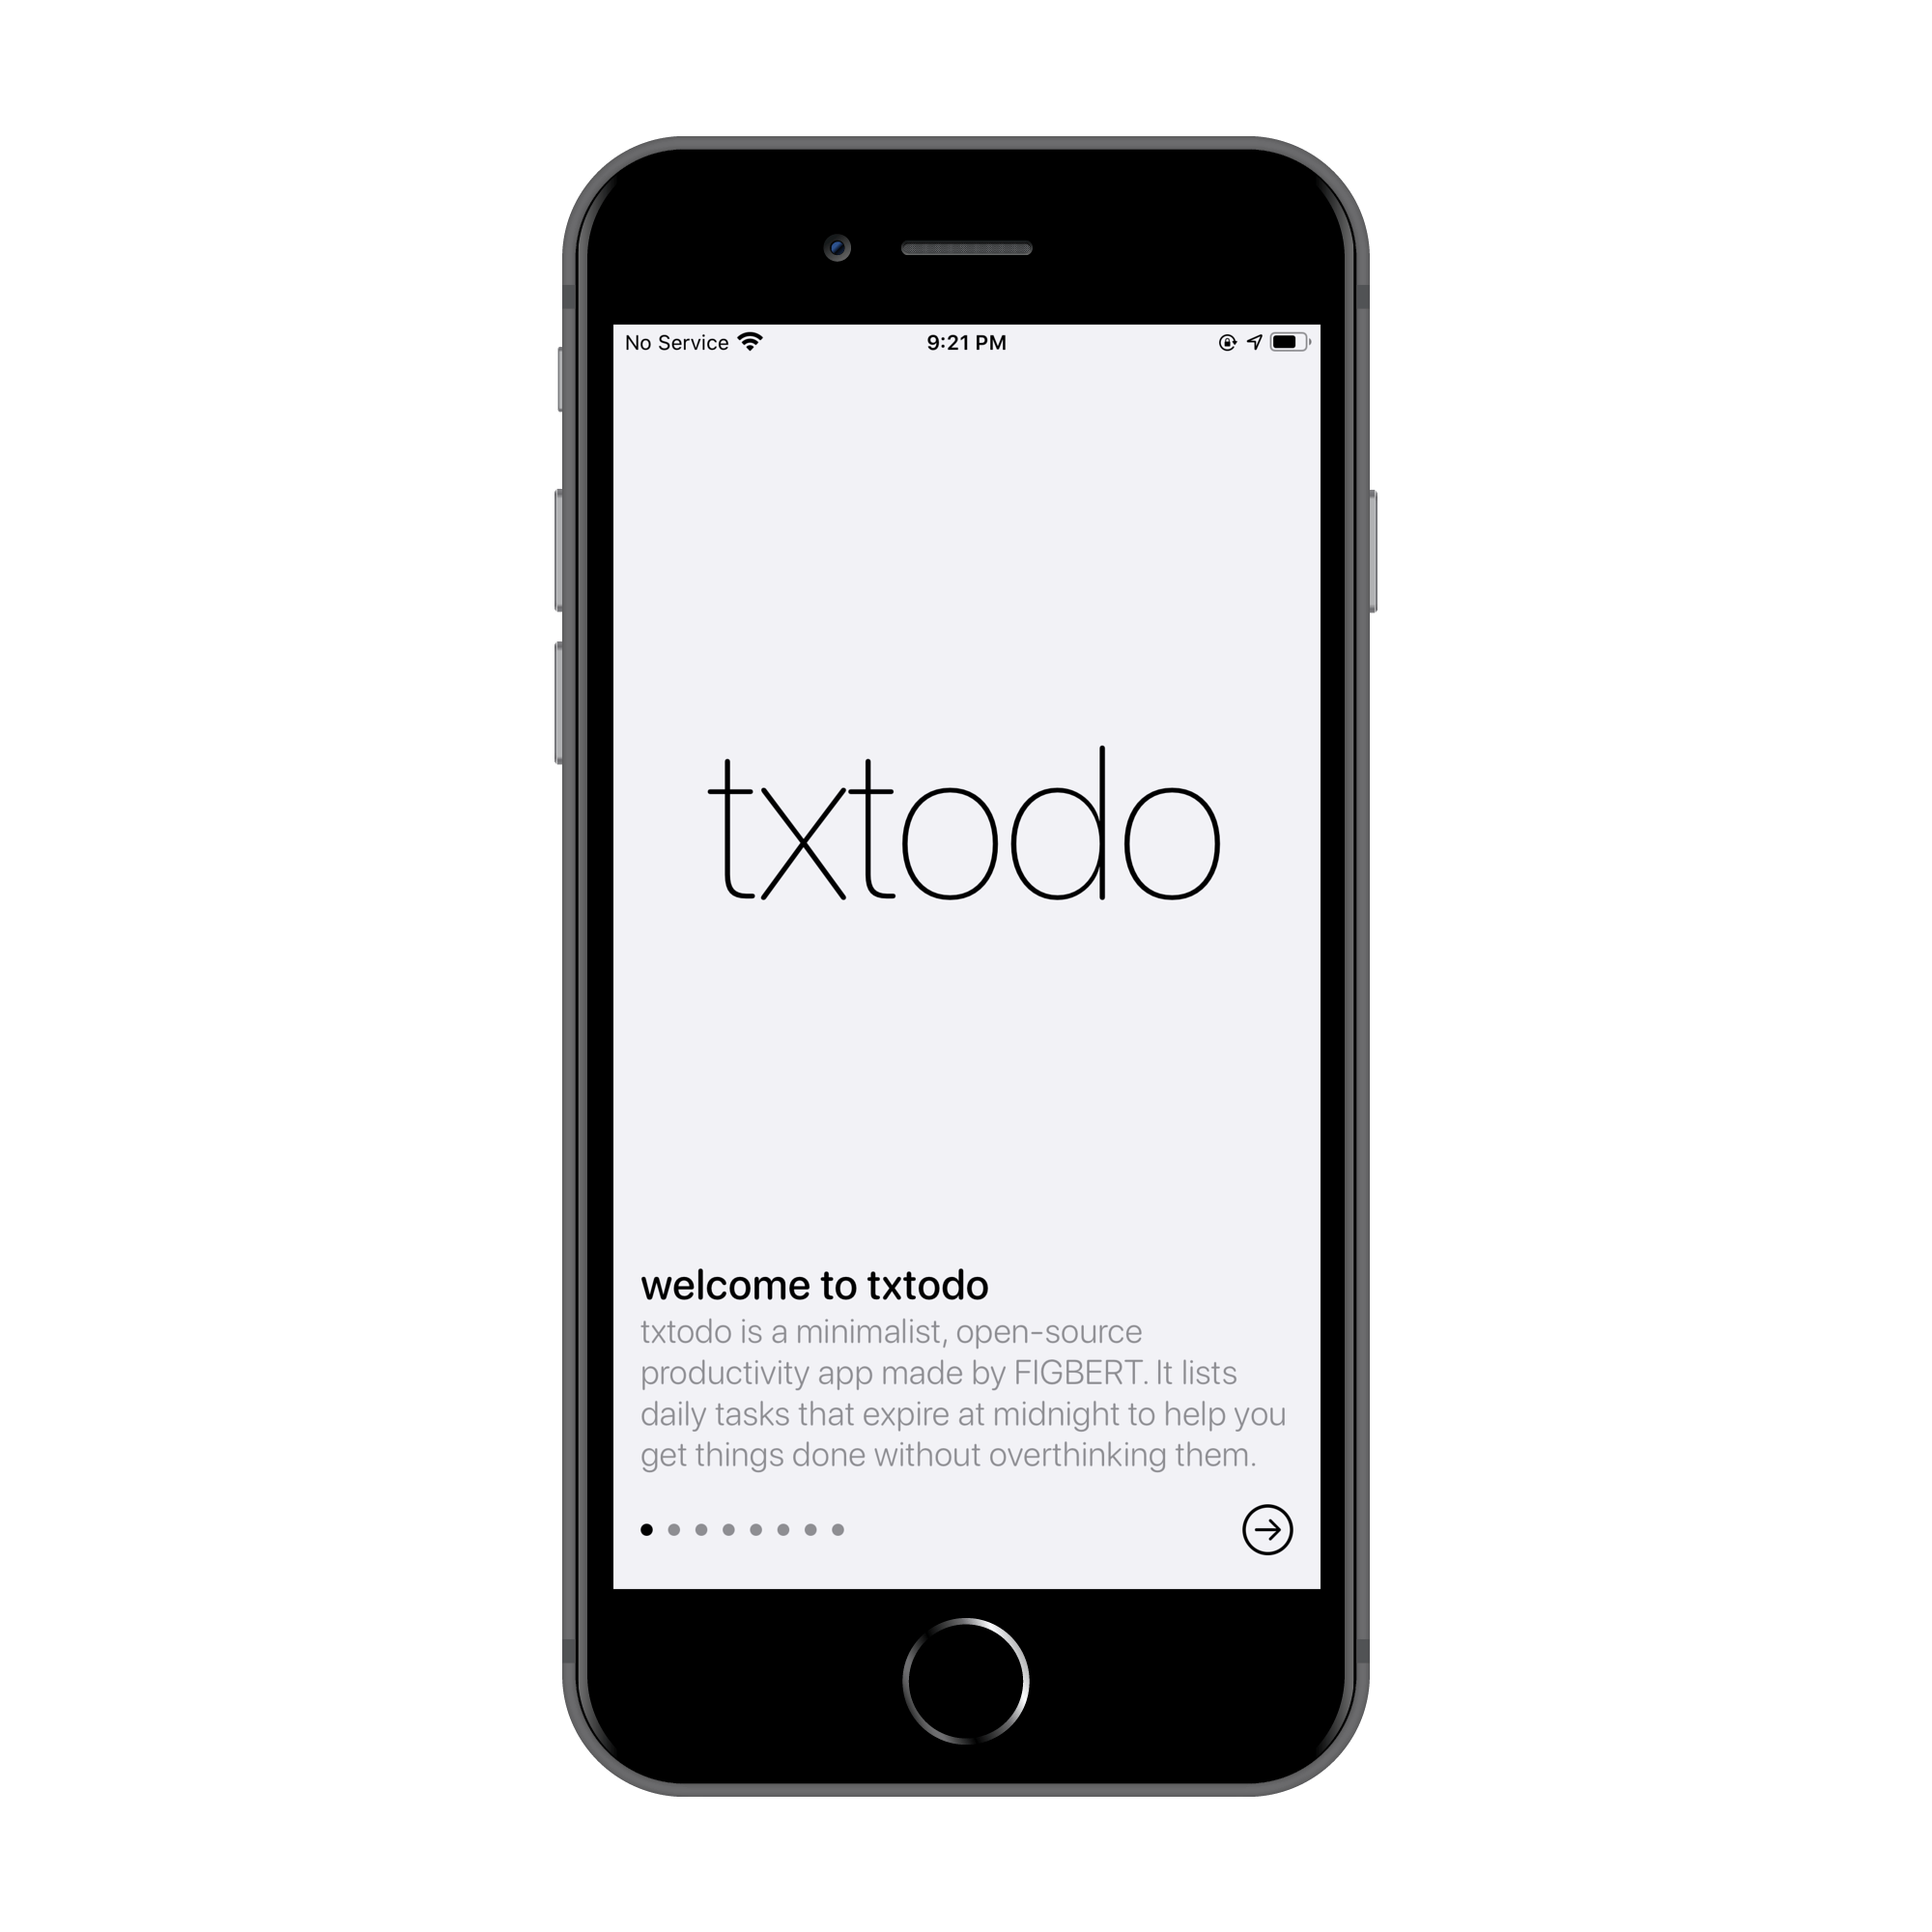 No Service 9:21 PM
txtodo
welcome to txtodo
txtodo is a minimalist, open-source
productivity app made by FIGBERT. It lists
daily tasks that expire at midnight to help you
get things done without overthinking them.